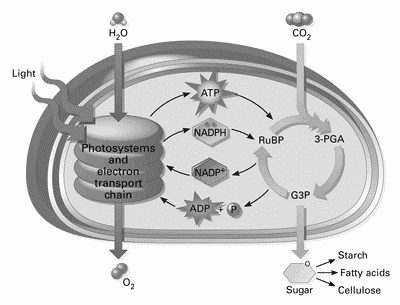 H₂O
CO₂
Light
ATP
NADPH
RuBP
3-PGA
Photosystems
and
electron
transport
chain
NADP⁺
ADP + P
G3P
O₂
O
Sugar
Starch
Fatty acids
Cellulose